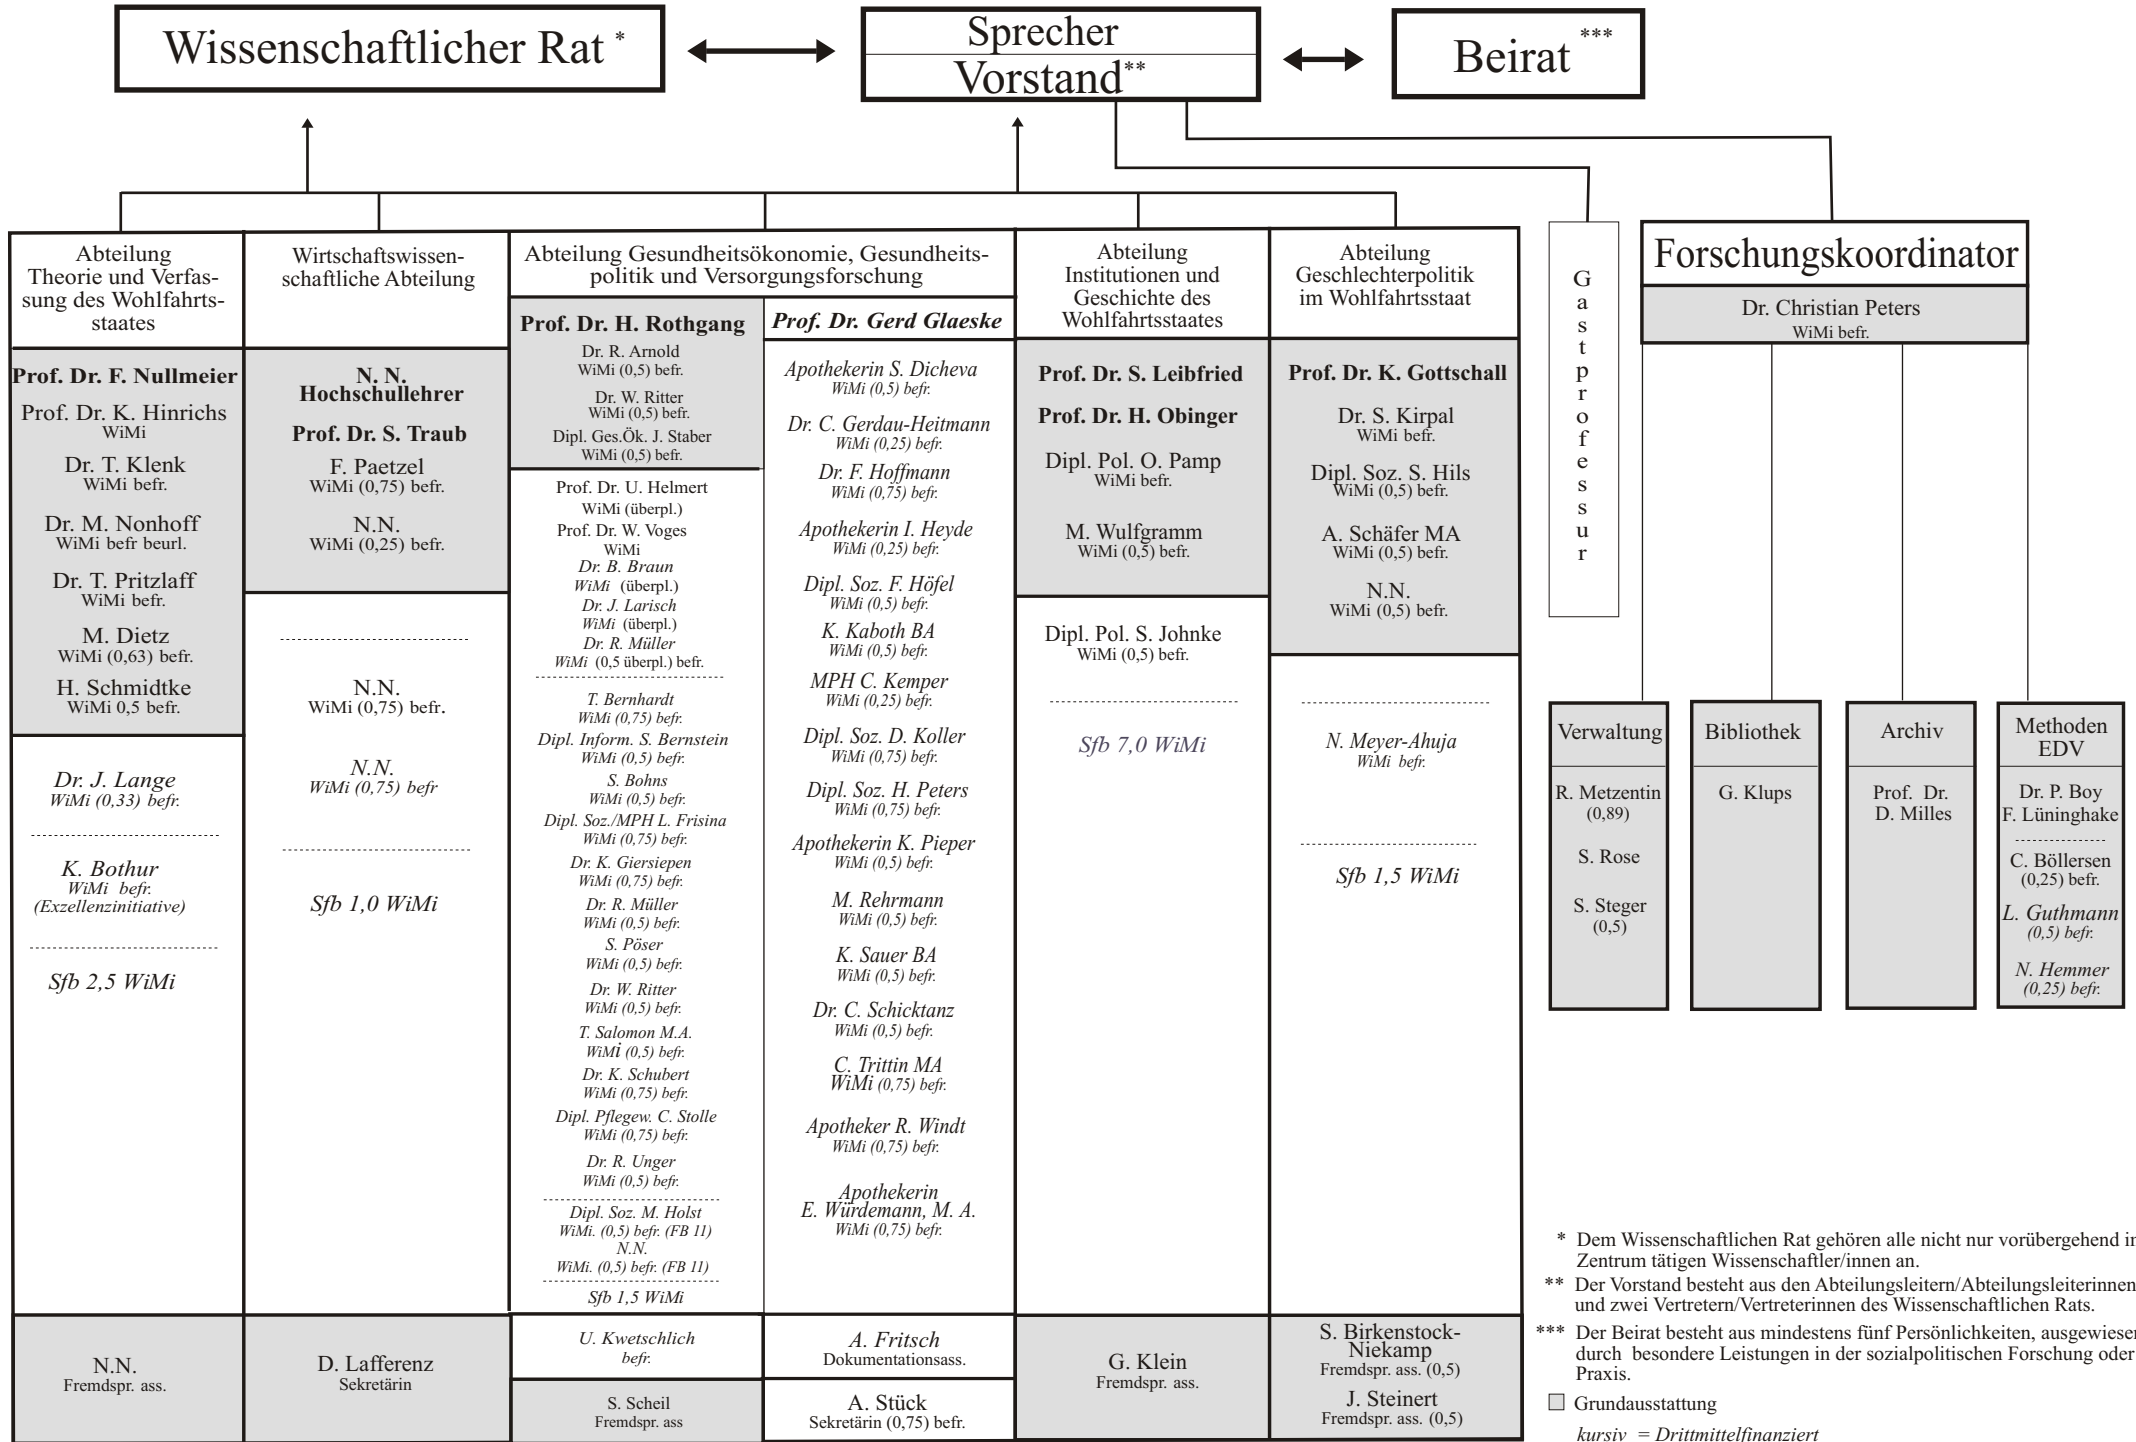 Wissenschaftlicher Rat *
Sprecher
Vorstand**
Beirat ***
Abteilung
Theorie und Verfas-
sung des Wohlfahrts-
staates
Prof. Dr. F. Nullmeier
Prof. Dr. K. Hinrichs
WiMi
Dr. T. Klenk
WiMi befr.
Dr. M. Nonhoff
WiMi befr beurl.
Dr. T. Pritzlaff
WiMi befr.
M. Dietz
WiMi (0,63) befr.
H. Schmidtke
WiMi 0,5 befr.
Dr. J. Lange
WiMi (0,33) befr.
K. Bothur
WiMi befr.
(Exzellenzinitiative)
Sfb 2,5 WiMi
N.N.
Fremdspr. ass.
Wirtschaftswissen-
schaftliche Abteilung
N. N.
Hochschullehrer
Prof. Dr. S. Traub
F. Paetzel
WiMi (0,75) befr.
N.N.
WiMi (0,25) befr.
N.N.
WiMi (0,75) befr.
N.N.
WiMi (0,75) befr
Sfb 1,0 WiMi
D. Lafferenz
Sekretärin
Abteilung Gesundheitsökonomie, Gesundheits-
politik und Versorgungsforschung
Prof. Dr. H. Rothgang
Dr. R. Arnold
WiMi (0,5) befr.
Dr. W. Ritter
WiMi (0,5) befr.
Dipl. Ges.Ök. J. Staber
WiMi (0,5) befr.
Prof. Dr. U. Helmert
WiMi (überpl.)
Prof. Dr. W. Voges
WiMi
Dr. B. Braun
WiMi (überpl.)
Dr. J. Larisch
WiMi (überpl.)
Dr. R. Müller
WiMi (0,5 überpl.) befr.
T. Bernhardt
WiMi (0,75) befr.
Dipl. Inform. S. Bernstein
WiMi (0,5) befr.
S. Bohns
WiMi (0,5) befr.
Dipl. Soz./MPH L. Frisina
WiMi (0,75) befr.
Dr. K. Giersiepen
WiMi (0,75) befr.
Dr. R. Müller
WiMi (0,5) befr.
S. Pöser
WiMi (0,5) befr.
Dr. W. Ritter
WiMi (0,5) befr.
T. Salomon M.A.
WiMi (0,5) befr.
Dr. K. Schubert
WiMi (0,75) befr.
Dipl. Pflegew. C. Stolle
WiMi (0,75) befr.
Dr. R. Unger
WiMi (0,5) befr.
Dipl. Soz. M. Holst
WiMi. (0,5) befr. (FB 11)
N.N.
WiMi. (0,5) befr. (FB 11)
Sfb 1,5 WiMi
U. Kwetschlich
befr.
S. Scheil
Fremdspr. ass
Prof. Dr. Gerd Glaeske
Apothekerin S. Dicheva
WiMi (0,5) befr.
Dr. C. Gerdau-Heitmann
WiMi (0,25) befr.
Dr. F. Hoffmann
WiMi (0,75) befr.
Apothekerin I. Heyde
WiMi (0,25) befr.
Dipl. Soz. F. Höfel
WiMi (0,5) befr.
K. Kaboth BA
WiMi (0,5) befr.
MPH C. Kemper
WiMi (0,25) befr.
Dipl. Soz. D. Koller
WiMi (0,75) befr.
Dipl. Soz. H. Peters
WiMi (0,75) befr.
Apothekerin K. Pieper
WiMi (0,5) befr.
M. Rehrmann
WiMi (0,5) befr.
K. Sauer BA
WiMi (0,5) befr.
Dr. C. Schicktanz
WiMi (0,5) befr.
C. Trittin MA
WiMi (0,75) befr.
Apotheker R. Windt
WiMi (0,75) befr.
Apothekerin
E. Würdemann, M. A.
WiMi (0,75) befr.
A. Fritsch
Dokumentationsass.
A. Stück
Sekretärin (0,75) befr.
Abteilung
Institutionen und
Geschichte des
Wohlfahrtsstaates
Prof. Dr. S. Leibfried
Prof. Dr. H. Obinger
Dipl. Pol. O. Pamp
WiMi befr.
M. Wulfgramm
WiMi (0,5) befr.
Dipl. Pol. S. Johnke
WiMi (0,5) befr.
Sfb 7,0 WiMi
G. Klein
Fremdspr. ass.
Abteilung
Geschlechterpolitik
im Wohlfahrtsstaat
Prof. Dr. K. Gottschall
Dr. S. Kirpal
WiMi befr.
Dipl. Soz. S. Hils
WiMi (0,5) befr.
A. Schäfer MA
WiMi (0,5) befr.
N.N.
WiMi (0,5) befr.
N. Meyer-Ahuja
WiMi befr.
Sfb 1,5 WiMi
S. Birkenstock-
Niekamp
Fremdspr. ass. (0,5)
J. Steinert
Fremdspr. ass. (0,5)
Gastprofessur
Forschungskoordinator
Dr. Christian Peters
WiMi befr.
Verwaltung
R. Metzentin
(0,89)
S. Rose
S. Steger
(0,5)
Bibliothek
G. Klups
Archiv
Prof. Dr.
D. Milles
Methoden
EDV
Dr. P. Boy
F. Lüninghake
C. Böllersen
(0,25) befr.
L. Guthmann
(0,5) befr.
N. Hemmer
(0,25) befr.
* Dem Wissenschaftlichen Rat gehören alle nicht nur vorübergehend
Zentrum tätigen Wissenschaftler/innen an.
** Der Vorstand besteht aus den Abteilungsleitern/Abteilungsleiterinnen
und zwei Vertretern/Vertreterinnen des Wissenschaftlichen Rats.
*** Der Beirat besteht aus mindestens fünf Persönlichkeiten, ausgewiesen
durch besondere Leistungen in der sozialpolitischen Forschung oder
Praxis.
Grundausstattung
kursiv = Drittmittelfinanziert